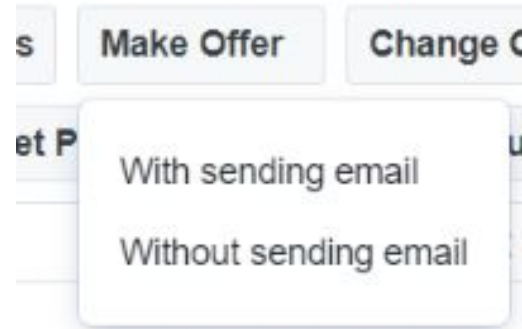 s Make Offer Change
et P
With sending email
Without sending email